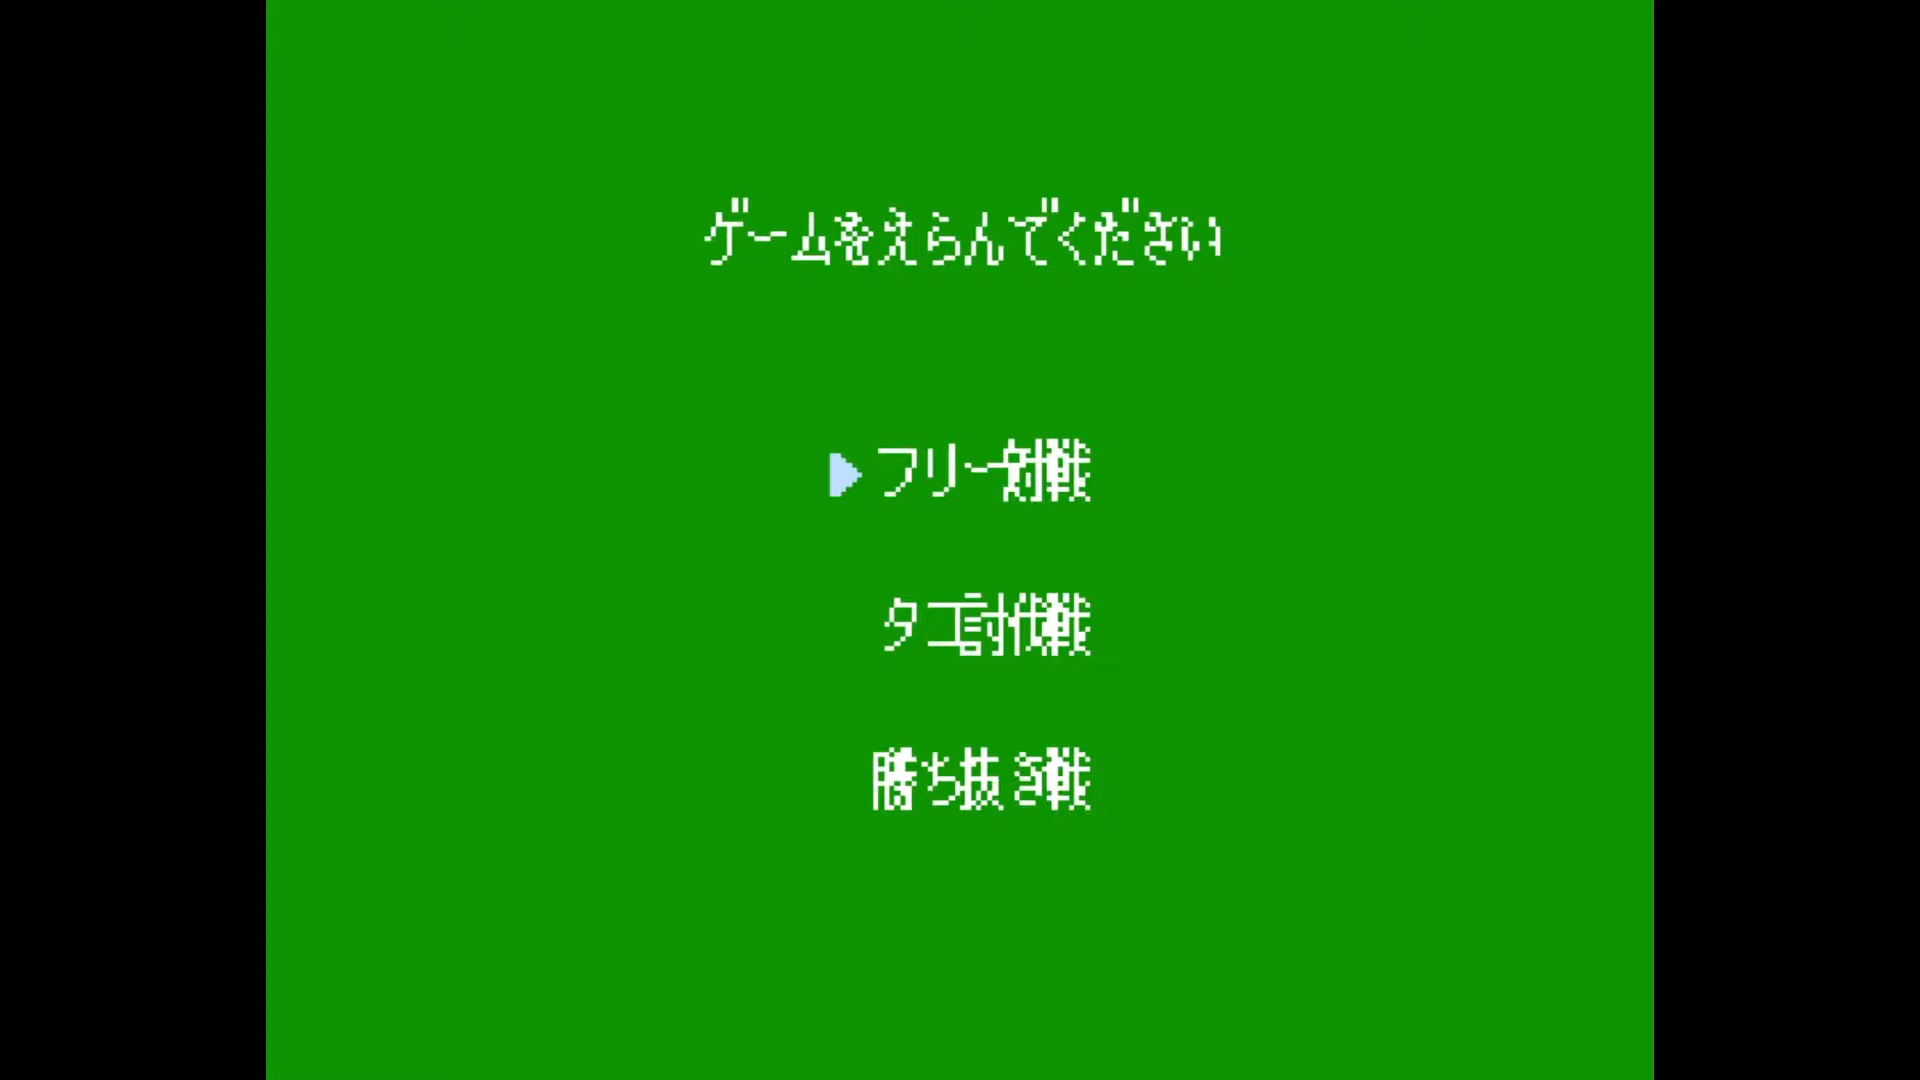 ゲームをえらんでください
フリー対戦
タコ討伐戦
勝ち抜き戦